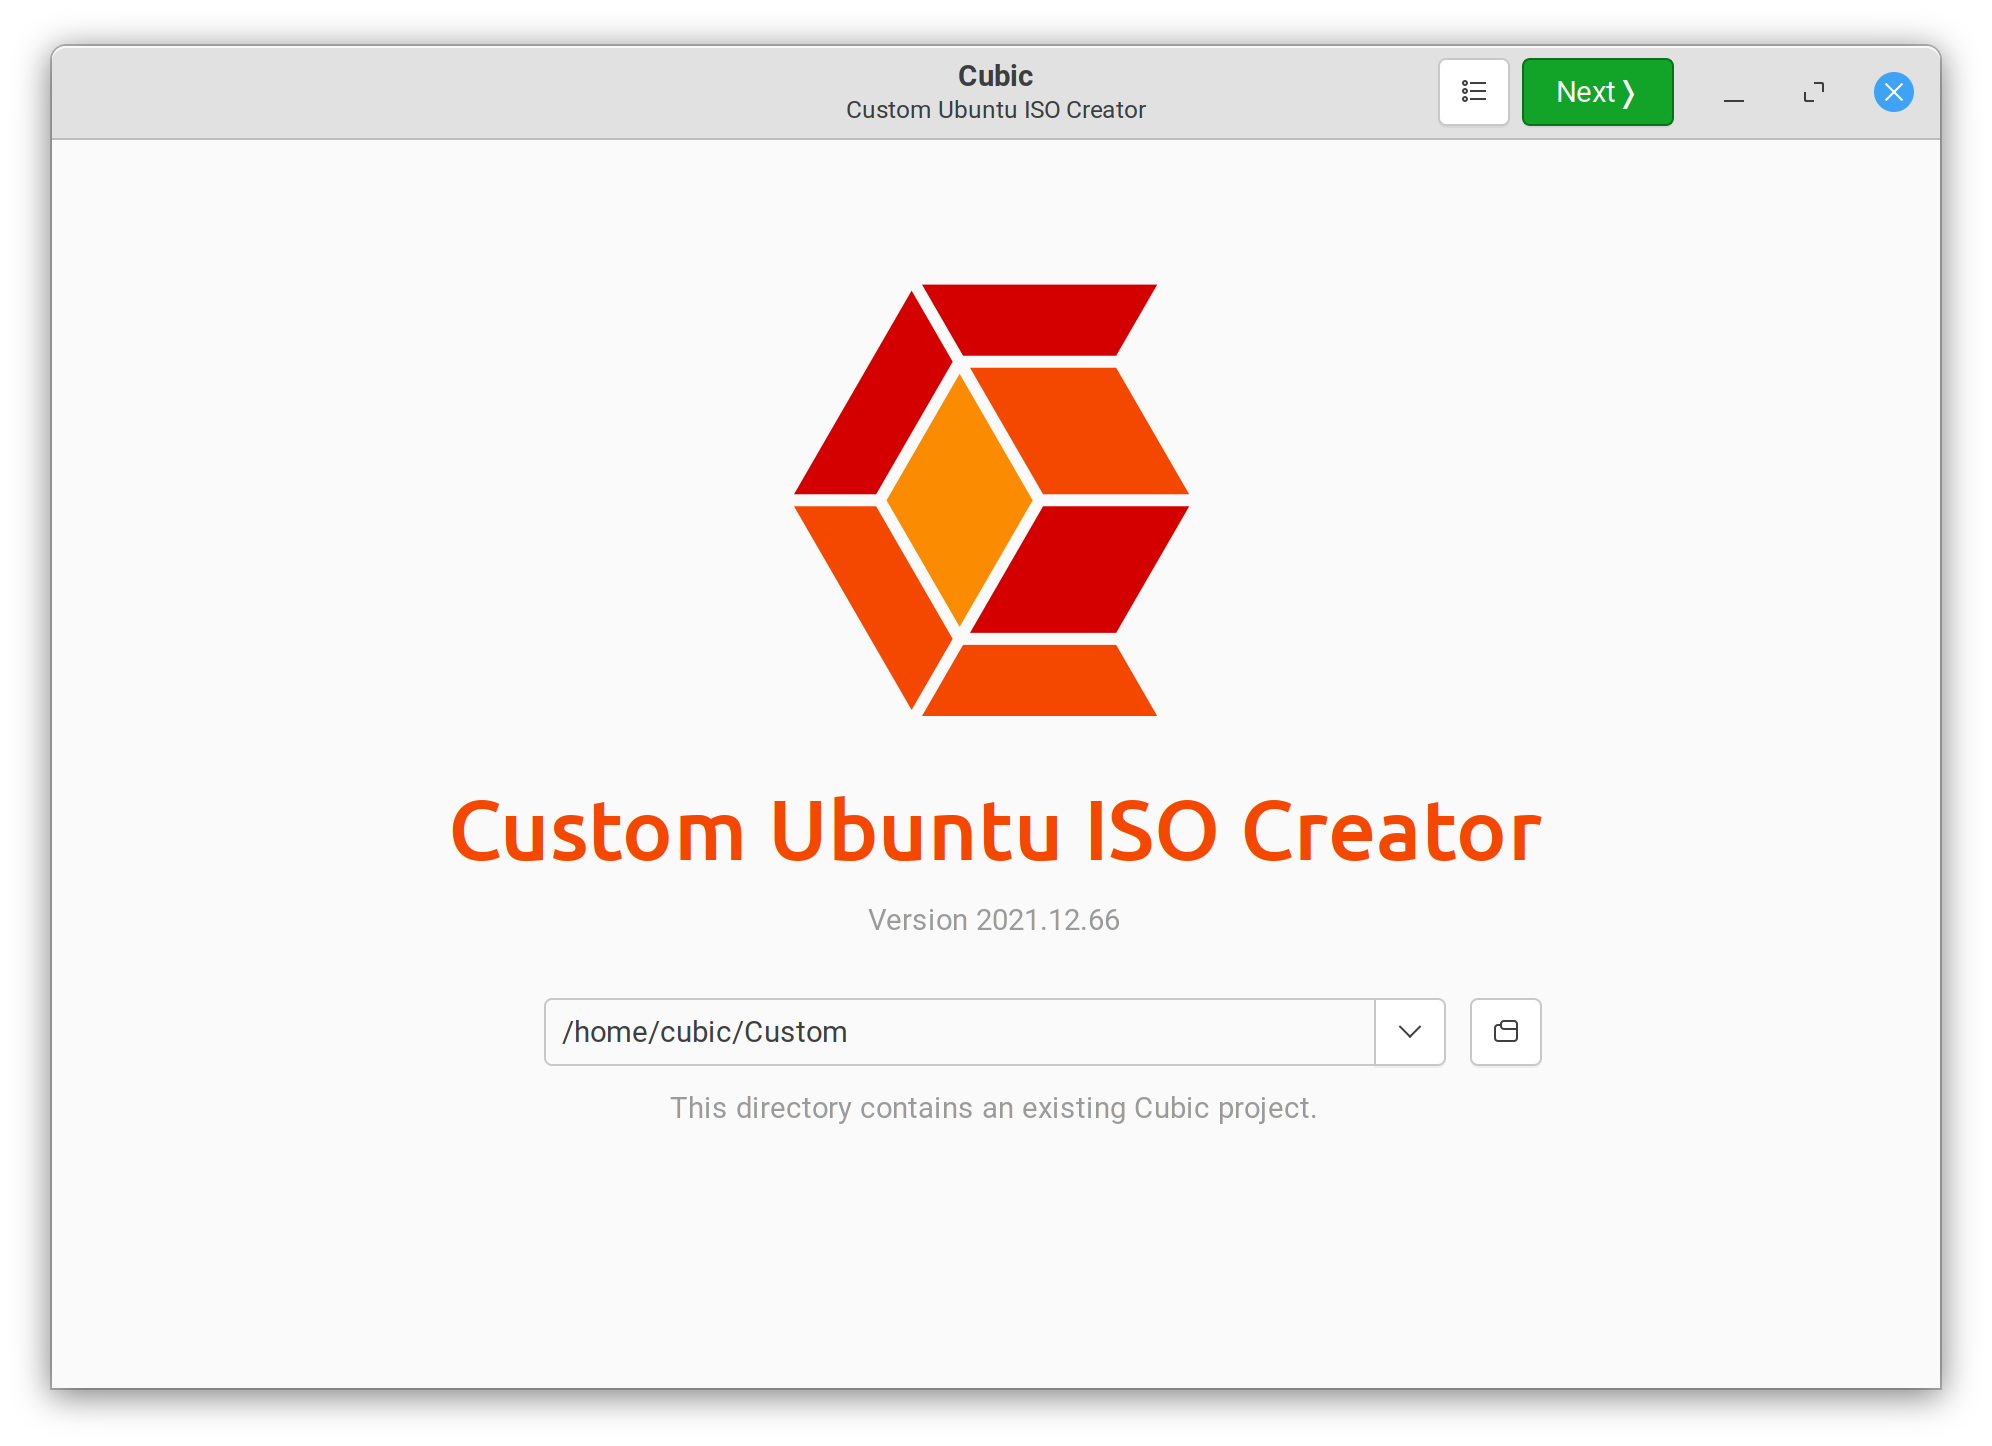 Cubic
Custom Ubuntu ISO Creator
Next ❭
Custom Ubuntu ISO Creator
Version 2021.12.66
/home/cubic/Custom
This directory contains an existing Cubic project.